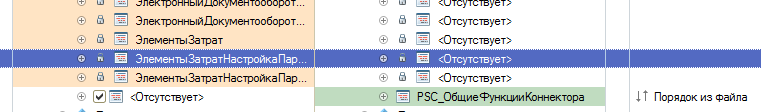 ЭлектронныйДокументооборот... <Отсутствует>
ЭлектронныйДокументооборот... <Отсутствует>
ЭлементыЗатрат <Отсутствует>
ЭлементыЗатратНастройкаПар... <Отсутствует>
ЭлементыЗатратНастройкаПар... <Отсутствует>
<Отсутствует> PSC_ОбщиеФункцииКоннектора Порядок из файла